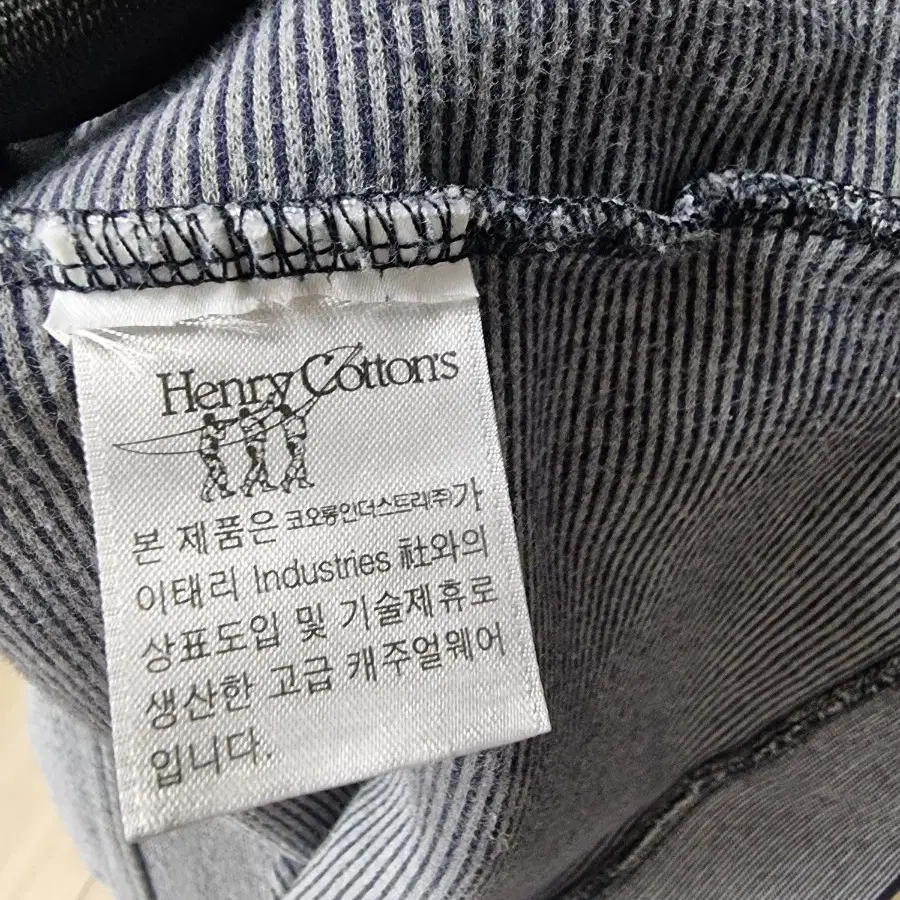 Henry Cotton's
본 제품은 코오롱인더스트리(주)가
이태리 Industries 社와의
상표도입 및 기술제휴로
생산한 고급 캐주얼웨어
입니다.